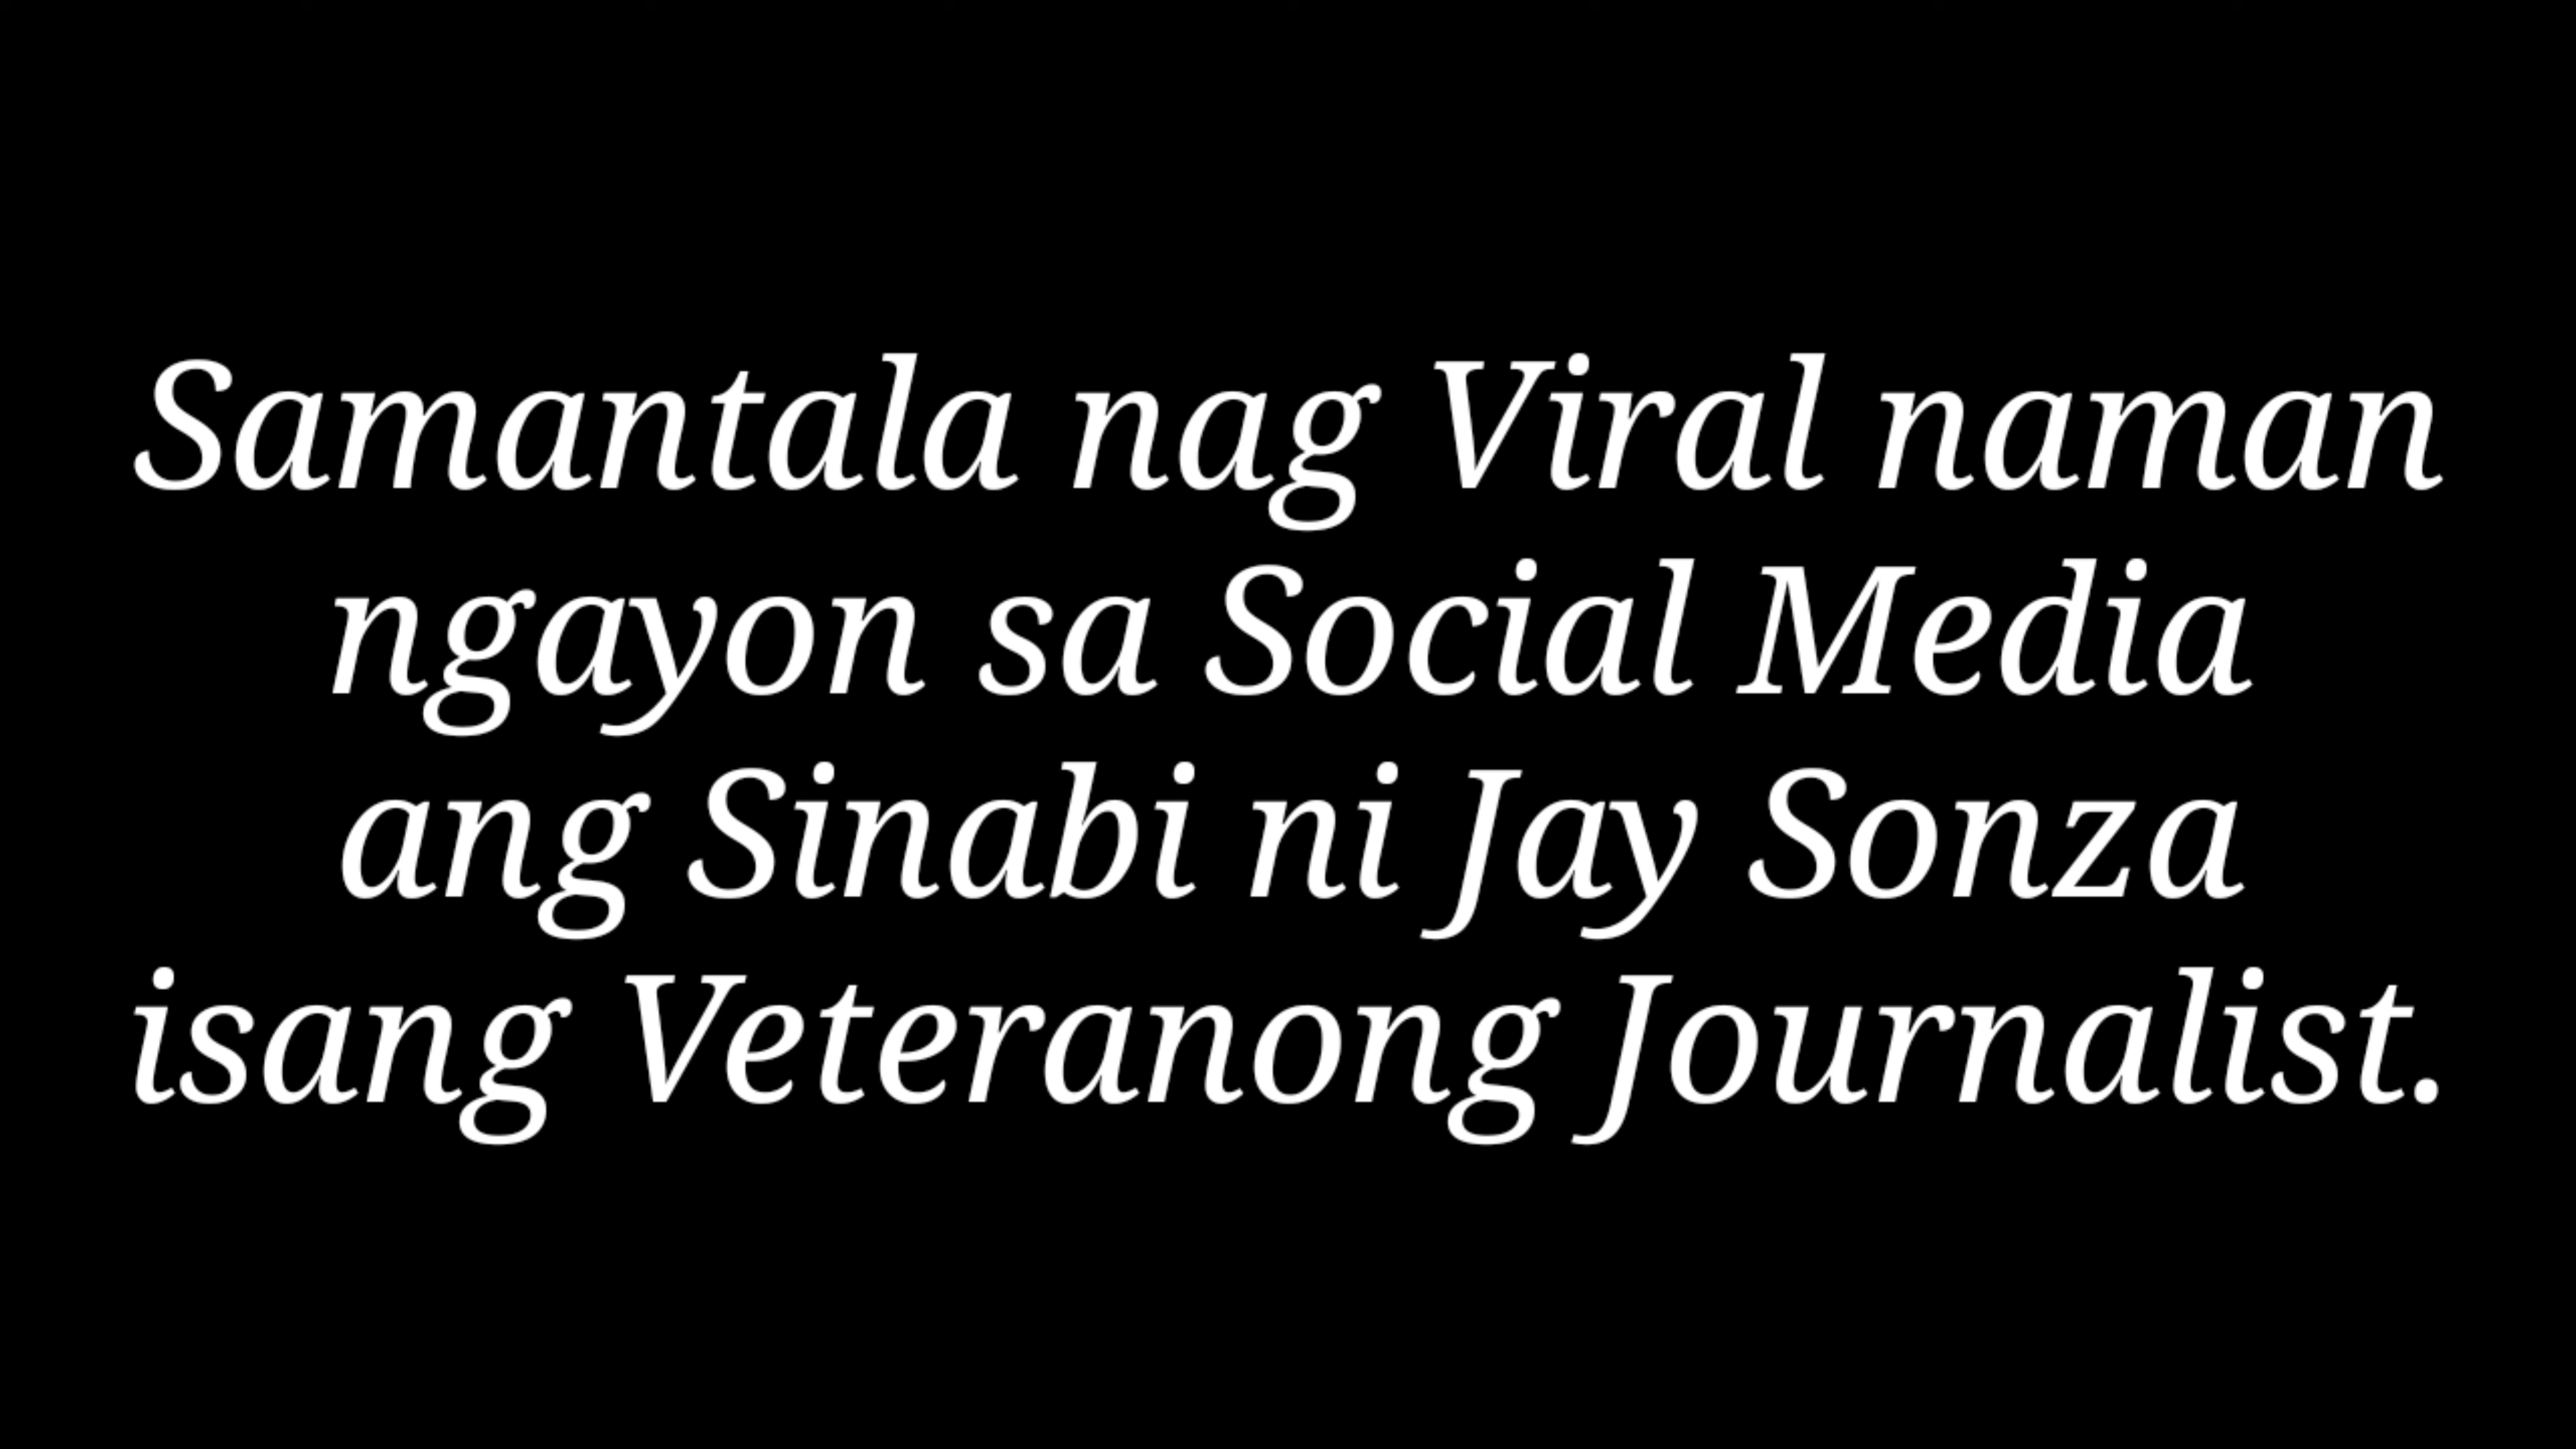 Samantala nag Viral naman
ngayon sa Social Media
ang Sinabi ni Jay Sonza
isang Veteranong Journalist.